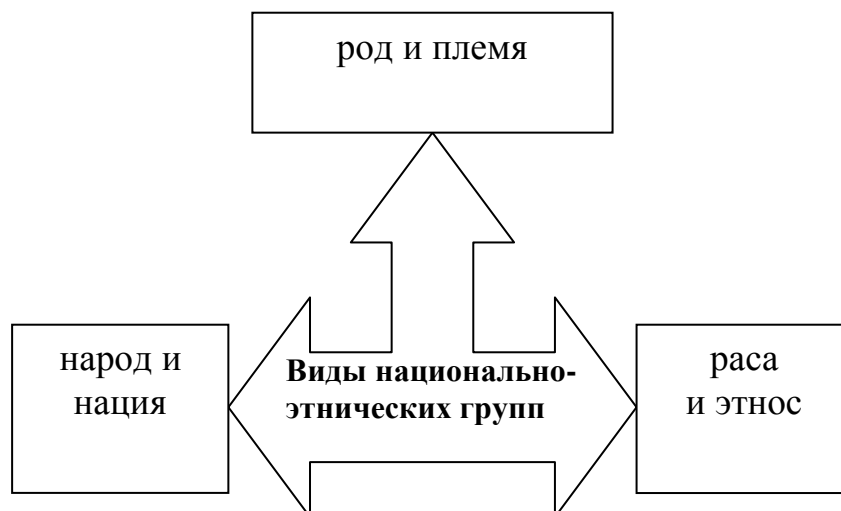 род и племя
народ и
нация
Виды национально-
этнических групп
раса
и этнос